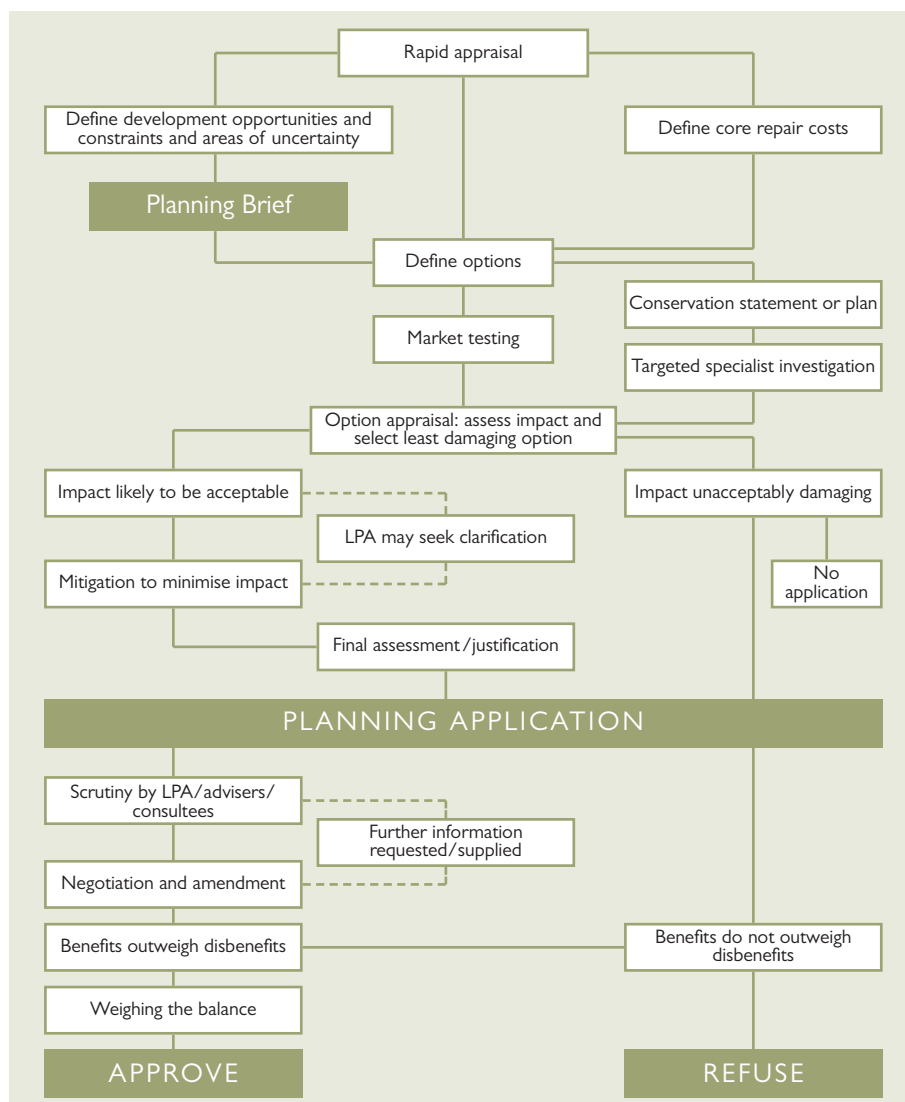 Rapid appraisal
Define development opportunities and
constraints and areas of uncertainty
Define core repair costs
Planning Brief
Define options
Conservation statement or plan
Market testing
Targeted specialist investigation
Option appraisal: assess impact and
select least damaging option
Impact likely to be acceptable
Impact unacceptably damaging
LPA may seek clarification
Mitigation to minimise impact
No
application
Final assessment/justification
PLANNING APPLICATION
Scrutiny by LPA/advisers/
consultees
Further information
requested/supplied
Negotiation and amendment
Benefits outweigh disbenefits
Benefits do not outweigh
disbenefits
Weighing the balance
APPROVE
REFUSE